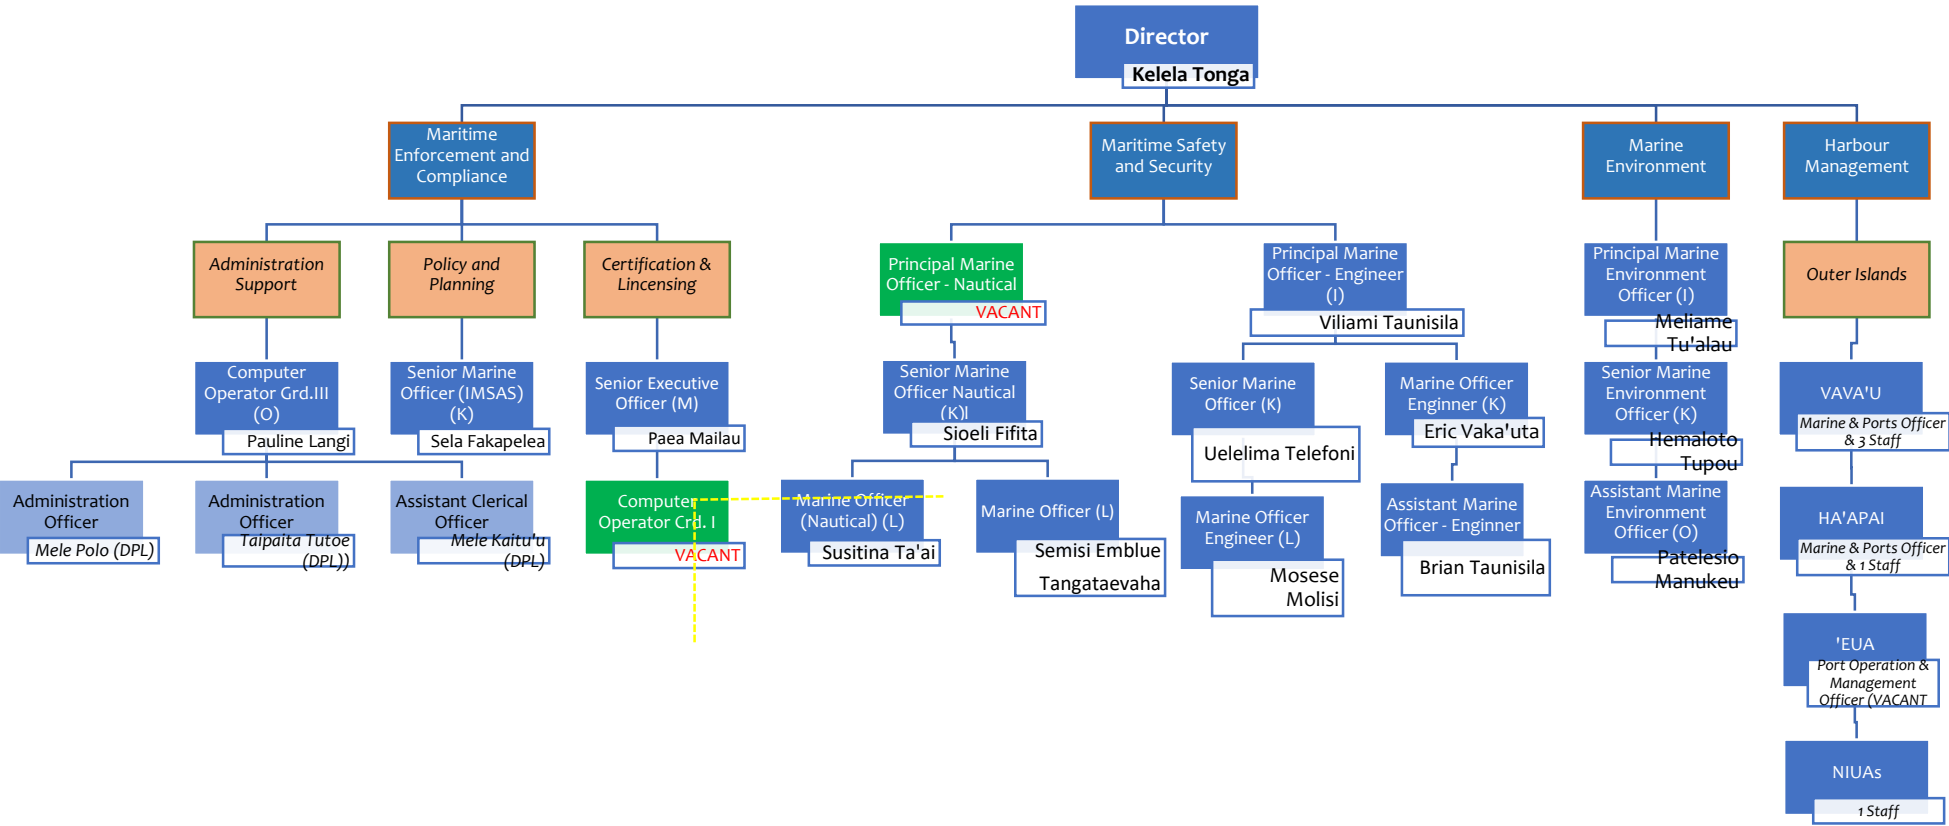 Director
Kelela Tonga
Maritime
Enforcement and
Compliance
Maritime Safety
and Security
Marine
Environment
Harbour
Management
Administration
Support
Policy and
Planning
Certification &
Lincensing
Principal Marine
Officer - Nautical
VACANT
Principal Marine
Officer - Engineer
(I)
Viliami Taunisila
Principal Marine
Environment
Officer (I)
Meliame
Tu'alau
Outer Islands
Computer
Operator Grd.III
(O)
Pauline Langi
Senior Marine
Officer (IMSAS)
(K)
Sela Fakapelea
Senior Executive
Officer (M)
Paea Mailau
Senior Marine
Officer Nautical
(K)I
Sioeli Fifita
Senior Marine
Officer (K)
Uelelima Telefoni
Marine Officer
Enginner (K)
Eric Vaka'uta
Senior Marine
Environment
Officer (K)
Hemaloto
Tupou
VAVA'U
Marine & Ports Officer
& 3 Staff
Administration
Officer
Mele Polo (DPL)
Administration
Officer
Taipaita Tutoe
(DPL))
Assistant Clerical
Officer
Mele Kaitu'u
(DPL)
Computer
Operator Crd. I
VACANT
Marine Officer
(Nautical) (L)
Susitina Ta'ai
Marine Officer (L)
Semisi Emblue
Tangataevaha
Marine Officer
Engineer (L)
Mosese
Molisi
Assistant Marine
Officer - Enginner
Brian Taunisila
Assistant Marine
Environment
Officer (O)
Patelesio
Manukeu
HA'APAI
Marine & Ports Officer
& 1 Staff
'EUA
Port Operation &
Management
Officer (VACANT
NIUAs
1 Staff